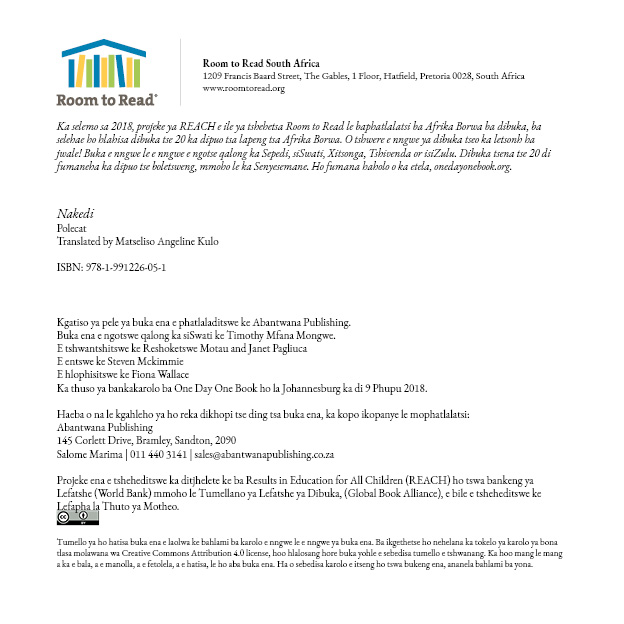 Room to Read®
Room to Read South Africa
1209 Francis Baard Street, The Gables, 1 Floor, Hatfield, Pretoria 0028, South Africa
www.roomtoread.org
Ka selemo sa 2018, projeke ya REACH e ile ya tshehetsa Room to Read le baphatlalatsi ba Afrika Borwa ba dibuka, ba
selehae ho hlahisa dibuka tse 20 ka dipuo tsa lapeng tsa Afrika Borwa. O tshwere e nngwe ya dibuka tseo ka letsonh ha
jwale! Buka e nngwe le e nngwe e ngotse qalong ka Sepedi, siSwati, Xitsonga, Tshivenda or isiZulu. Dibuka tsena tse 20 di
fumaneha ka dipuo tse boletsweng, mmoho le ka Senyesemane. Ho fumana haholo o ka etela, onedayonebook.org.
Nakedi
Polecat
Translated by Matseliso Angeline Kulo
ISBN: 978-1-991226-05-1
Kgatiso ya pele ya buka ena e phatlaladitswe ke Abantwana Publishing.
Buka ena e ngotswe qalong ka siSwati ke Timothy Mfana Mongwe.
E tshwantshitswe ke Reshoketswe Motau and Janet Pagliuca
E entswe ke Steven Mckimmie
E hlophisitswe ke Fiona Wallace
Ka thuso ya bankakarolo ba One Day One Book ho la Johannesburg ka di 9 Phupu 2018.
Haeba o na le kgahleho ya ho reka dikhopi tse ding tsa buka ena, ka kopo ikopanye le mophatlalatsi:
Abantwana Publishing
145 Corlett Drive, Bramley, Sandton, 2090
Salome Marima | 011 440 3141 | sales@abantwanapublishing.co.za
Projeke ena e tsheheditswe ka ditjhelete ke ba Results in Education for All Children (REACH) ho tswa bankeng ya
Lefatshe (World Bank) mmoho le Tumellano ya Lefatshe ya Dibuka, (Global Book Alliance), e bile e tsheheditswe ke
Lefapha la Thuto ya Motheo.
cc BY
Tumello ya ho hatisa buka ena e laolwa ke bahlami ba karolo e nngwe le e nngwe ya buka ena. Ba ikgethetse ho nehelana ka tokelo ya karolo ya bona
tlasa molawana wa Creative Commons Attribution 4.0 license, hoo hlalosang hore buka yohle e sebedisa tumello e tshwanang. Ka hoo mang le mang
a ka e bala, a e manolla, a e fetolela, a e hatisa, le ho aba buka ena. Ha o sebedisa karolo e itseng ho tswa bukeng ena, ananela bahlami ba yona.